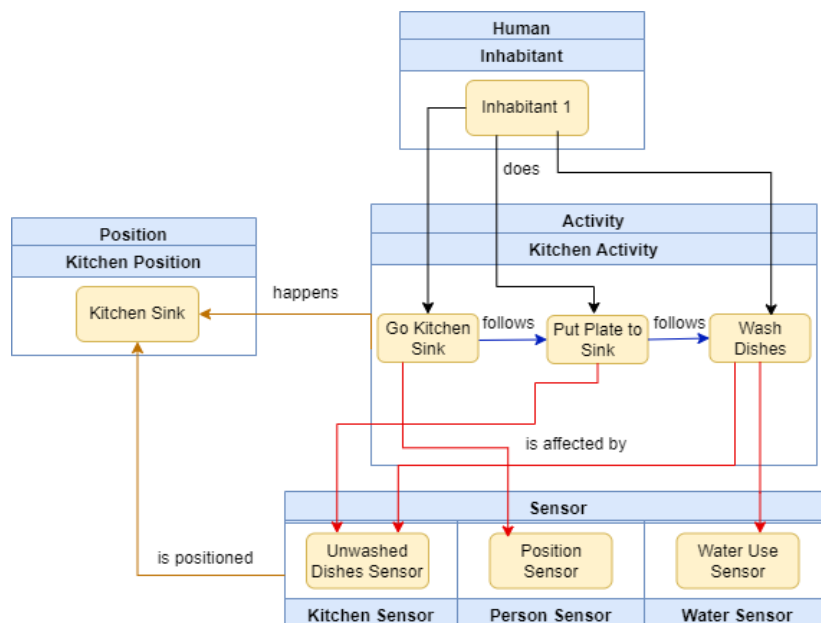 Human
Inhabitant
Inhabitant 1
does
Activity
Kitchen Activity
Position
Kitchen Position
Kitchen Sink
happens
Go Kitchen
Sink
follows
Put Plate to
Sink
follows
Wash
Dishes
is affected by
Sensor
is positioned
Unwashed
Dishes Sensor
Position
Sensor
Water Use
Sensor
Kitchen Sensor
Person Sensor
Water Sensor